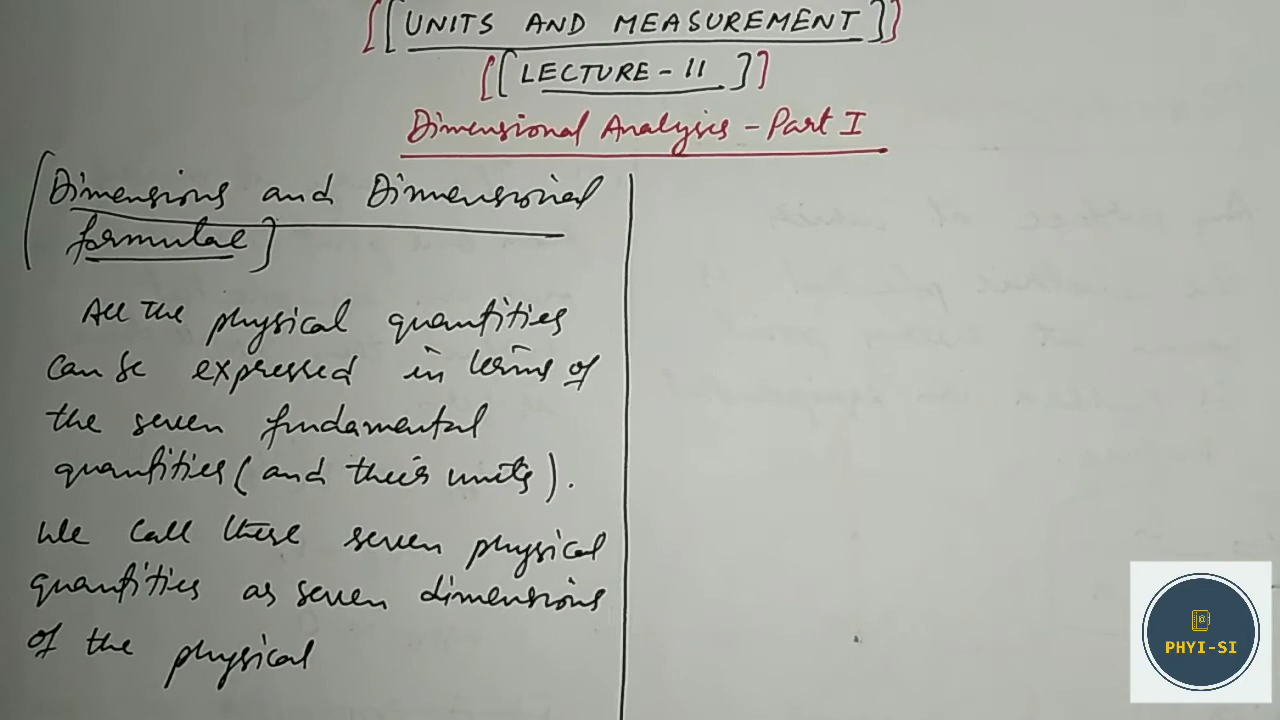 [[UNITS AND MEASUREMENT]]
[[LECTURE-11]]
Dimensional Analysis - Part I
[Dimensions and Dimensional
formulae]
All the physical quantities
can be expressed in terms of
the seven fundamental
quantities (and their units).
We call these seven physical
quantities as seven dimensions
of the physical
PHYI-SI